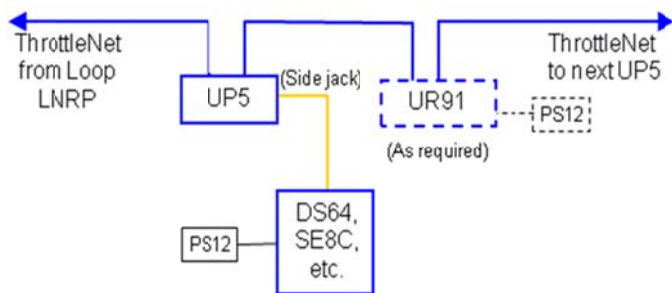 ThrottleNet
from Loop
LNRP
UP5
(Side jack)
UR91
(As required)
ThrottleNet
to next UP5
PS12
DS64,
SE8C,
etc.
PS12